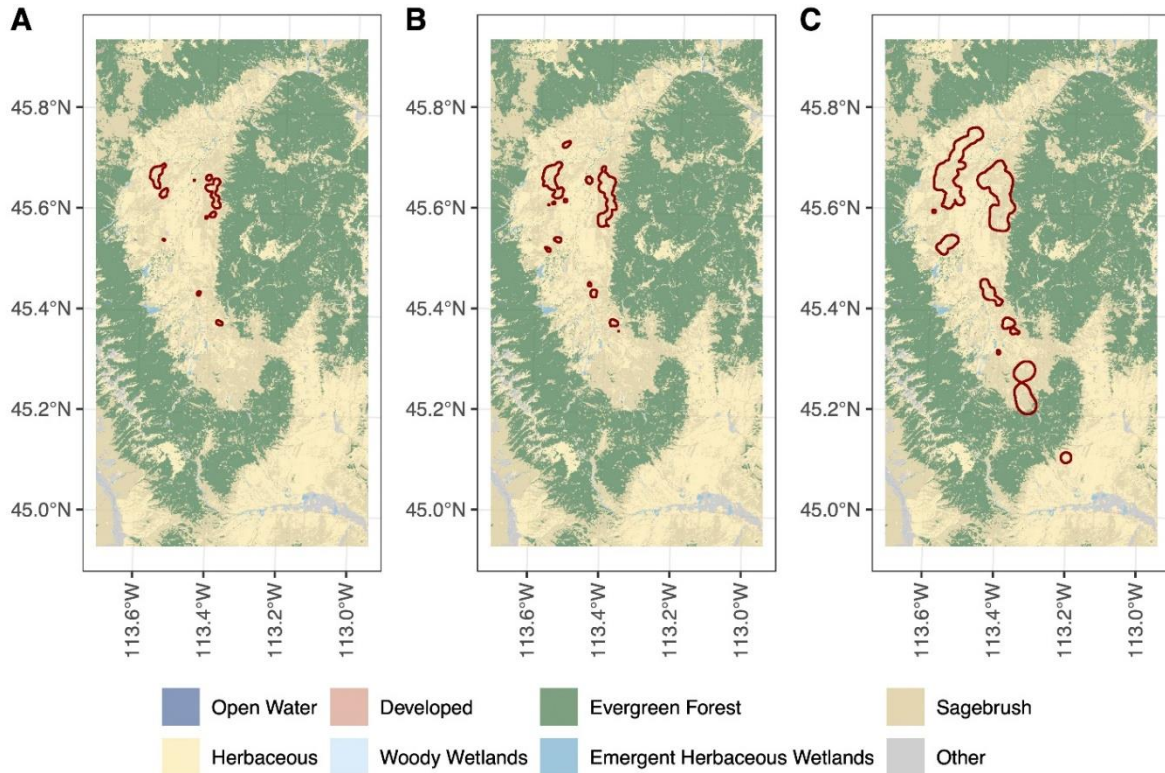 A
B
C
45.8°N
45.6°N
45.4°N
45.2°N
45.0°N
113.6°W
113.4°W
113.2°W
113.0°W
45.8°N
45.6°N
45.4°N
45.2°N
45.0°N
113.6°W
113.4°W
113.2°W
113.0°W
45.8°N
45.6°N
45.4°N
45.2°N
45.0°N
113.6°W
113.4°W
113.2°W
113.0°W
Open Water Developed Evergreen Forest Sagebrush
Herbaceous Woody Wetlands Emergent Herbaceous Wetlands Other